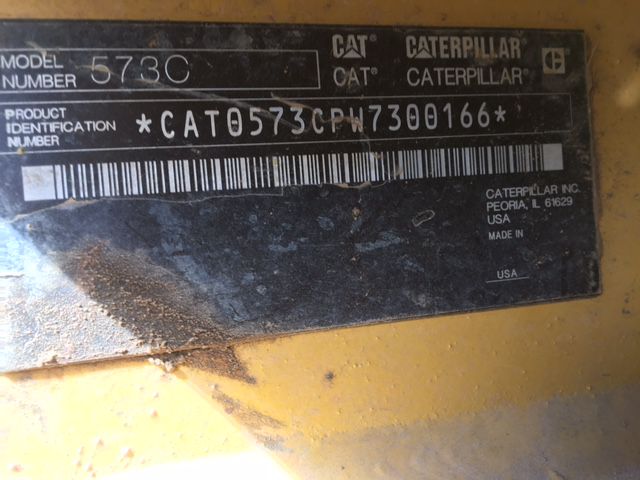 MODEL NUMBER 573C
CAT CATERPILLAR C
CAT® CATERPILLAR®
PRODUCT IDENTIFICATION NUMBER *CAT0573CPW7300166*
CATERPILLAR INC.
PEORIA, IL 61629
USA
MADE IN
USA